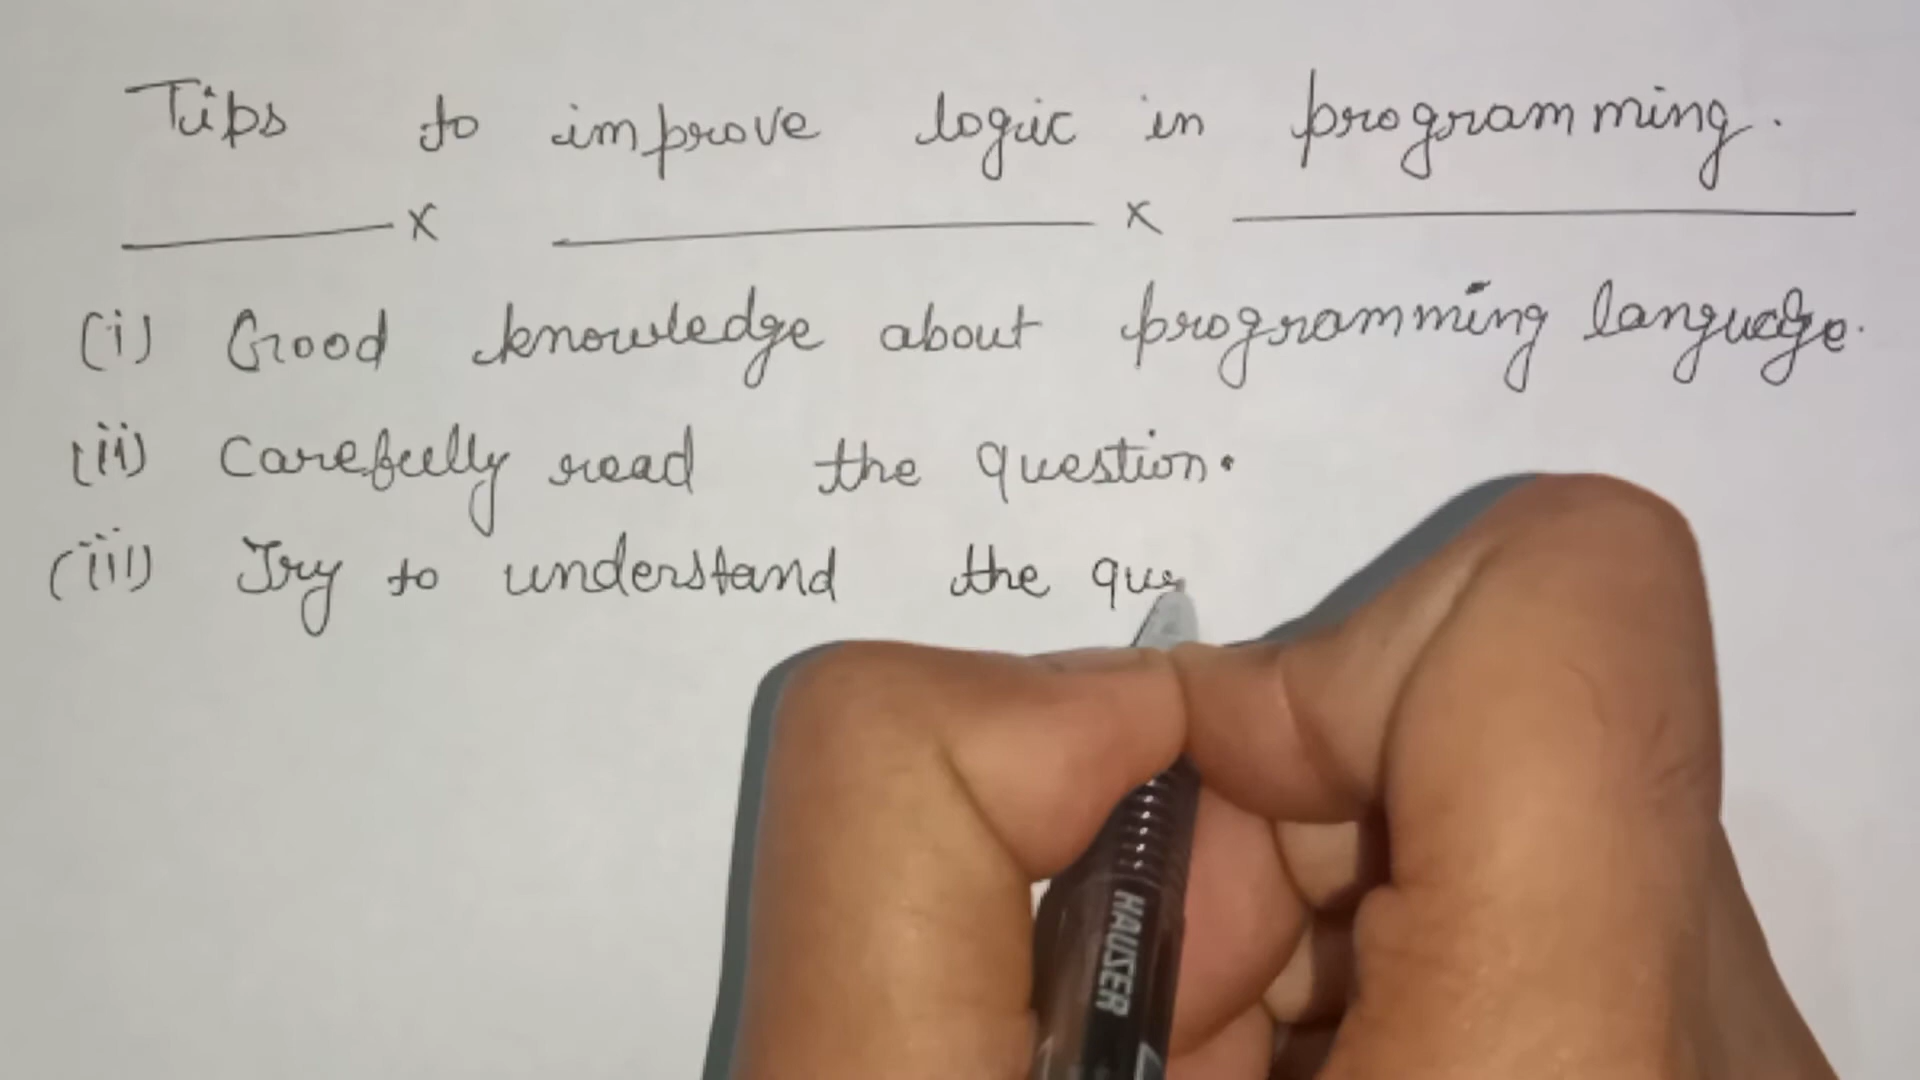 Tips to improve logic in programming.
x x
(i) Good knowledge about programming language.
(ii) Carefully read the question.
(iii) Try to understand the que
HAUSER